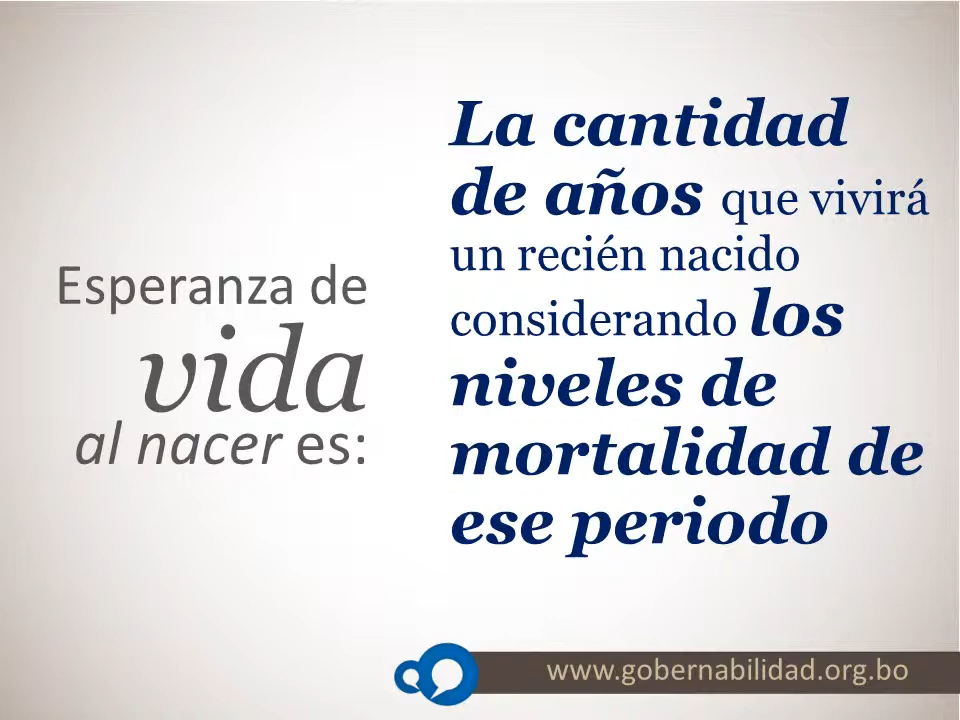 Esperanza de
vida
al nacer es:
La cantidad
de años que vivirá
un recién nacido
considerando los
niveles de
mortalidad de
ese periodo
www.gobernabilidad.org.bo